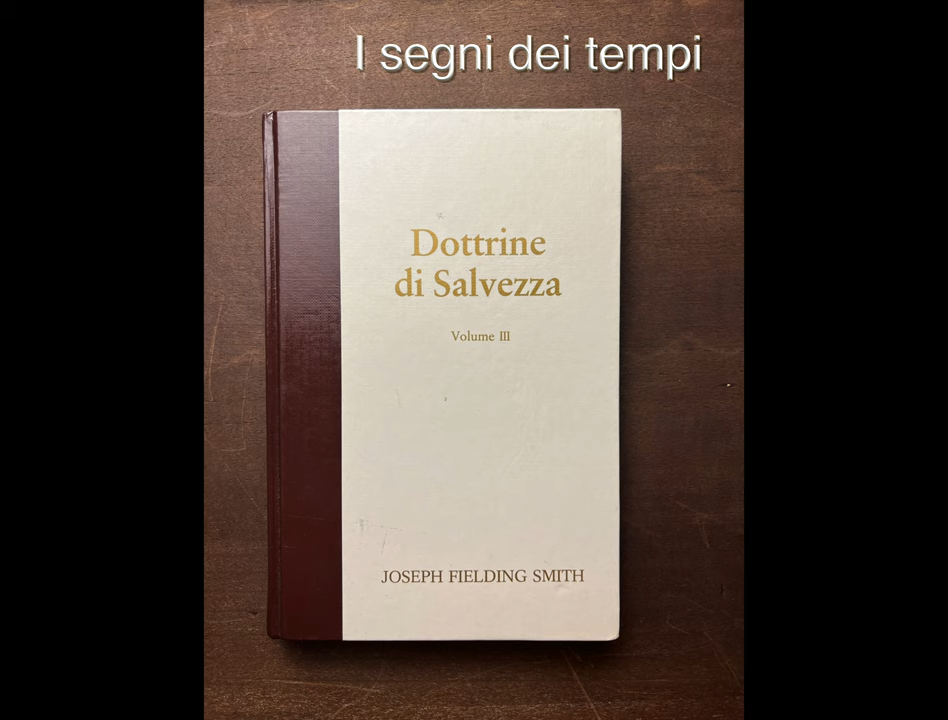 I segni dei tempi
Dottrine
di Salvezza
Volume III
JOSEPH FIELDING SMITH